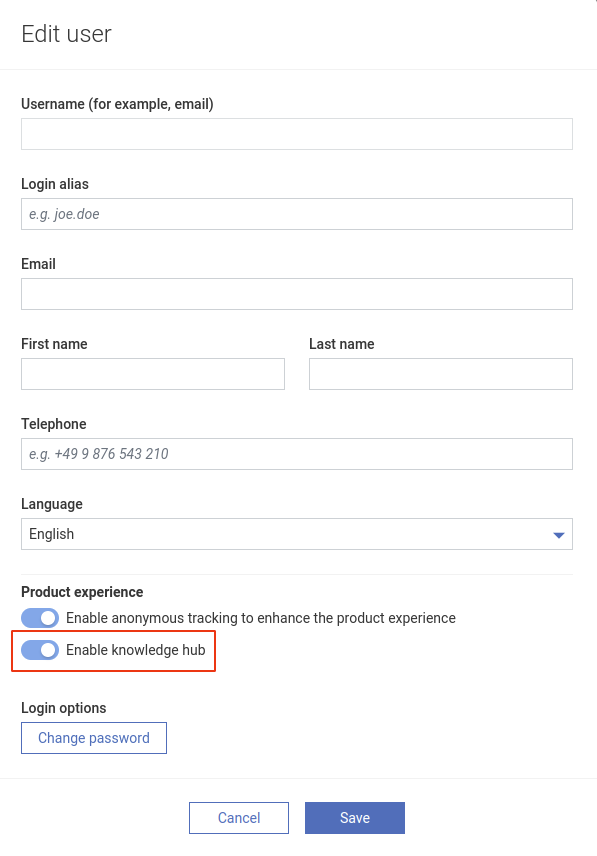 Edit user
Username (for example, email)
Login alias
e.g. joe.doe
Email
First name Last name
Telephone
e.g. +49 9 876 543 210
Language
English
Product experience
Enable anonymous tracking to enhance the product experience
Enable knowledge hub
Login options
Change password
Cancel Save